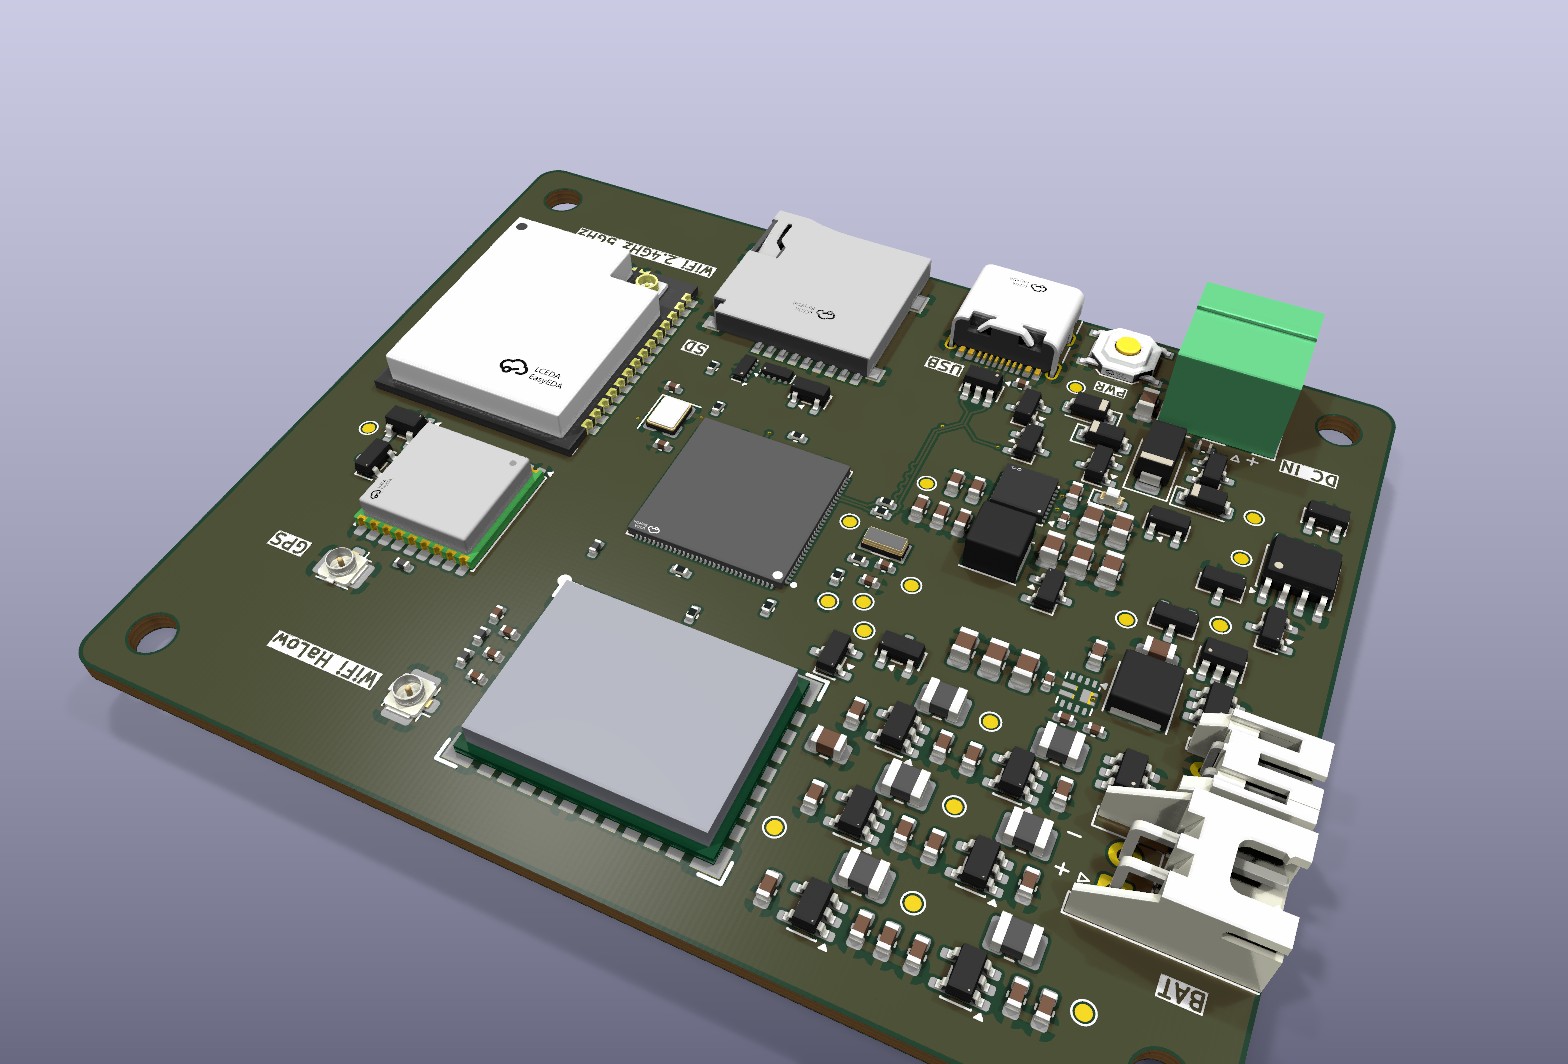 WiFi 2.4GHz 5GHz
LCEDA
EasyEDA
SD
USB
PWR
DC IN
+
GPS
WiFi HaLow
-
+
BAT